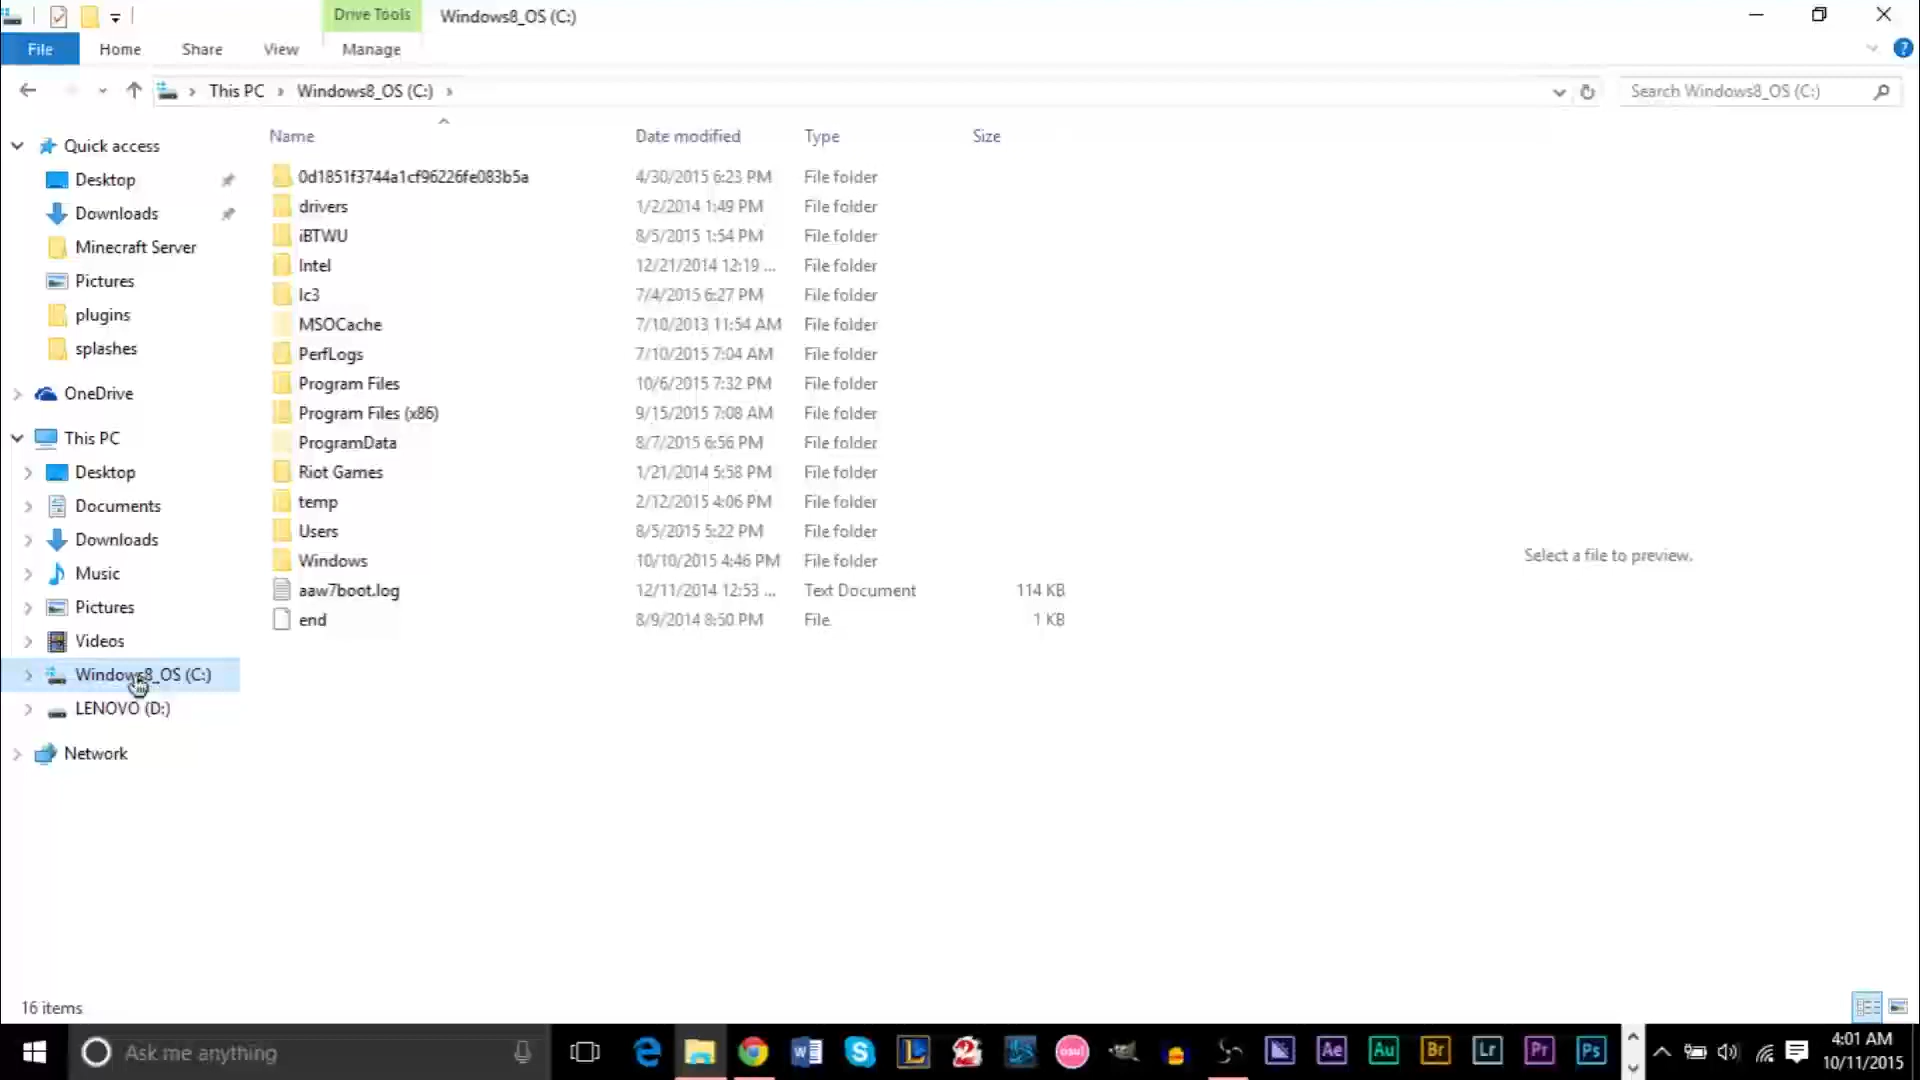 Drive Tools
Windows8_OS (C:)
File
Home
Share
View
Manage
This PC
Windows8_OS (C:)
Search Windows8_OS (C:)
Name
Date modified
Type
Size
Quick access
Desktop
Downloads
Minecraft Server
Pictures
plugins
splashes
OneDrive
This PC
Desktop
Documents
Downloads
Music
Pictures
Videos
Windows8_OS (C:)
LENOVO (D:)
Network
0d1851f3744a1cf96226fe083b5a 4/30/2015 6:23 PM File folder
drivers 1/2/2014 1:49 PM File folder
iBTWU 8/5/2015 1:54 PM File folder
Intel 12/21/2014 12:19 ... File folder
lc3 7/4/2015 6:27 PM File folder
MSOCache 7/10/2013 11:54 AM File folder
PerfLogs 7/10/2015 7:04 AM File folder
Program Files 10/6/2015 7:32 PM File folder
Program Files (x86) 9/15/2015 7:08 AM File folder
ProgramData 8/7/2015 6:56 PM File folder
Riot Games 1/21/2014 5:58 PM File folder
temp 2/12/2015 4:06 PM File folder
Users 8/5/2015 5:22 PM File folder
Windows 10/10/2015 4:46 PM File folder
aaw7boot.log 12/11/2014 12:53 ... Text Document 114 KB
end 8/9/2014 8:50 PM File 1 KB
Select a file to preview.
16 items
Ask me anything
osu!
Ae
Au
Br
Lr
Pr
Ps
4:01 AM
10/11/2015